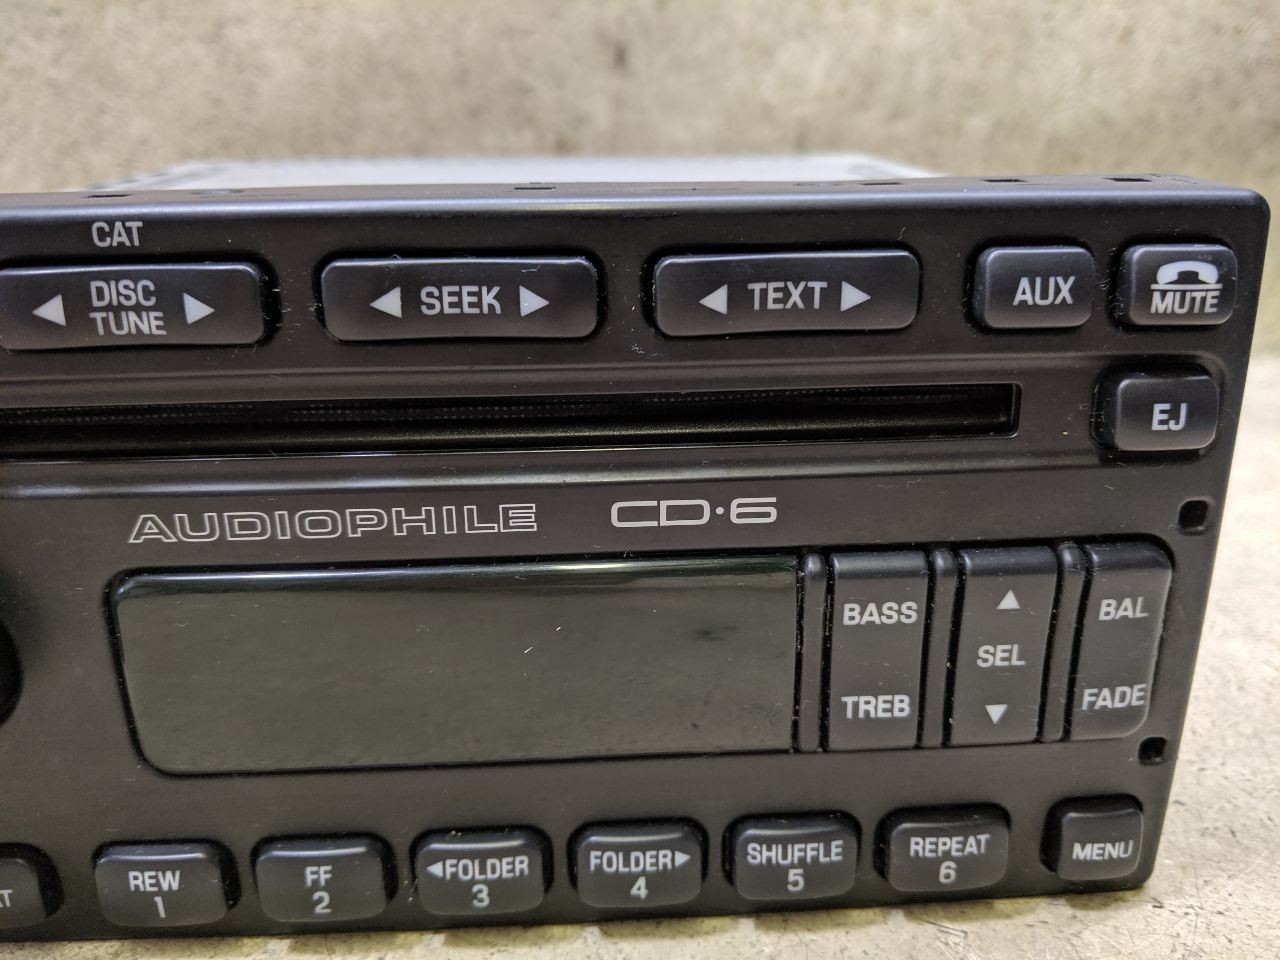 CAT
DISC
TUNE
SEEK
TEXT
AUX
MUTE
EJ
AUDIOPHILE CD·6
BASS
SEL
BAL
TREB
FADE
REW
1
FF
2
FOLDER
3
FOLDER
4
SHUFFLE
5
REPEAT
6
MENU